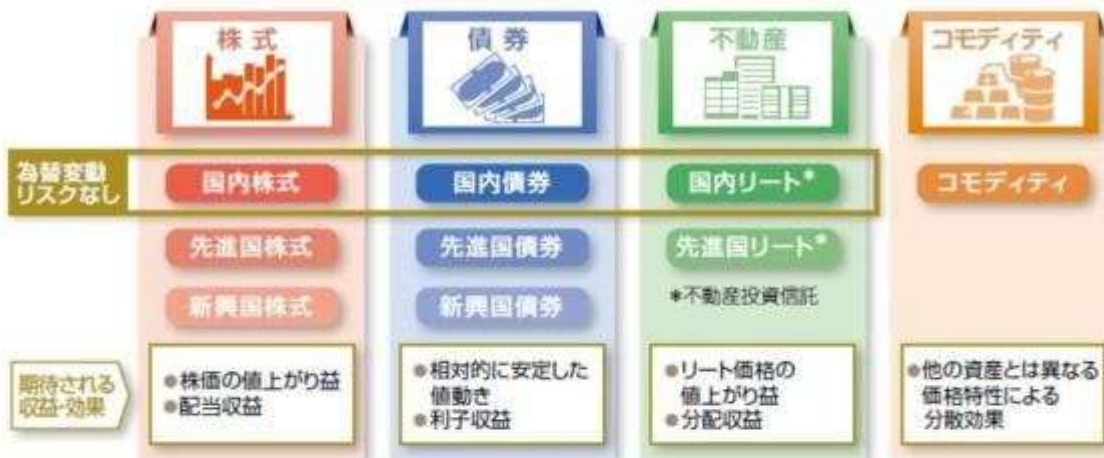 株式
債券
不動産
コモディティ
為替変動
リスクなし
国内株式
国内債券
国内リート*
コモディティ
先進国株式
先進国債券
先進国リート*
新興国株式
新興国債券
*不動産投資信託
期待される
収益・効果
●株価の値上がり益
●配当収益
●相対的に安定した
値動き
●利子収益
●リート価格の
値上がり益
●分配収益
●他の資産とは異なる
価格特性による
分散効果